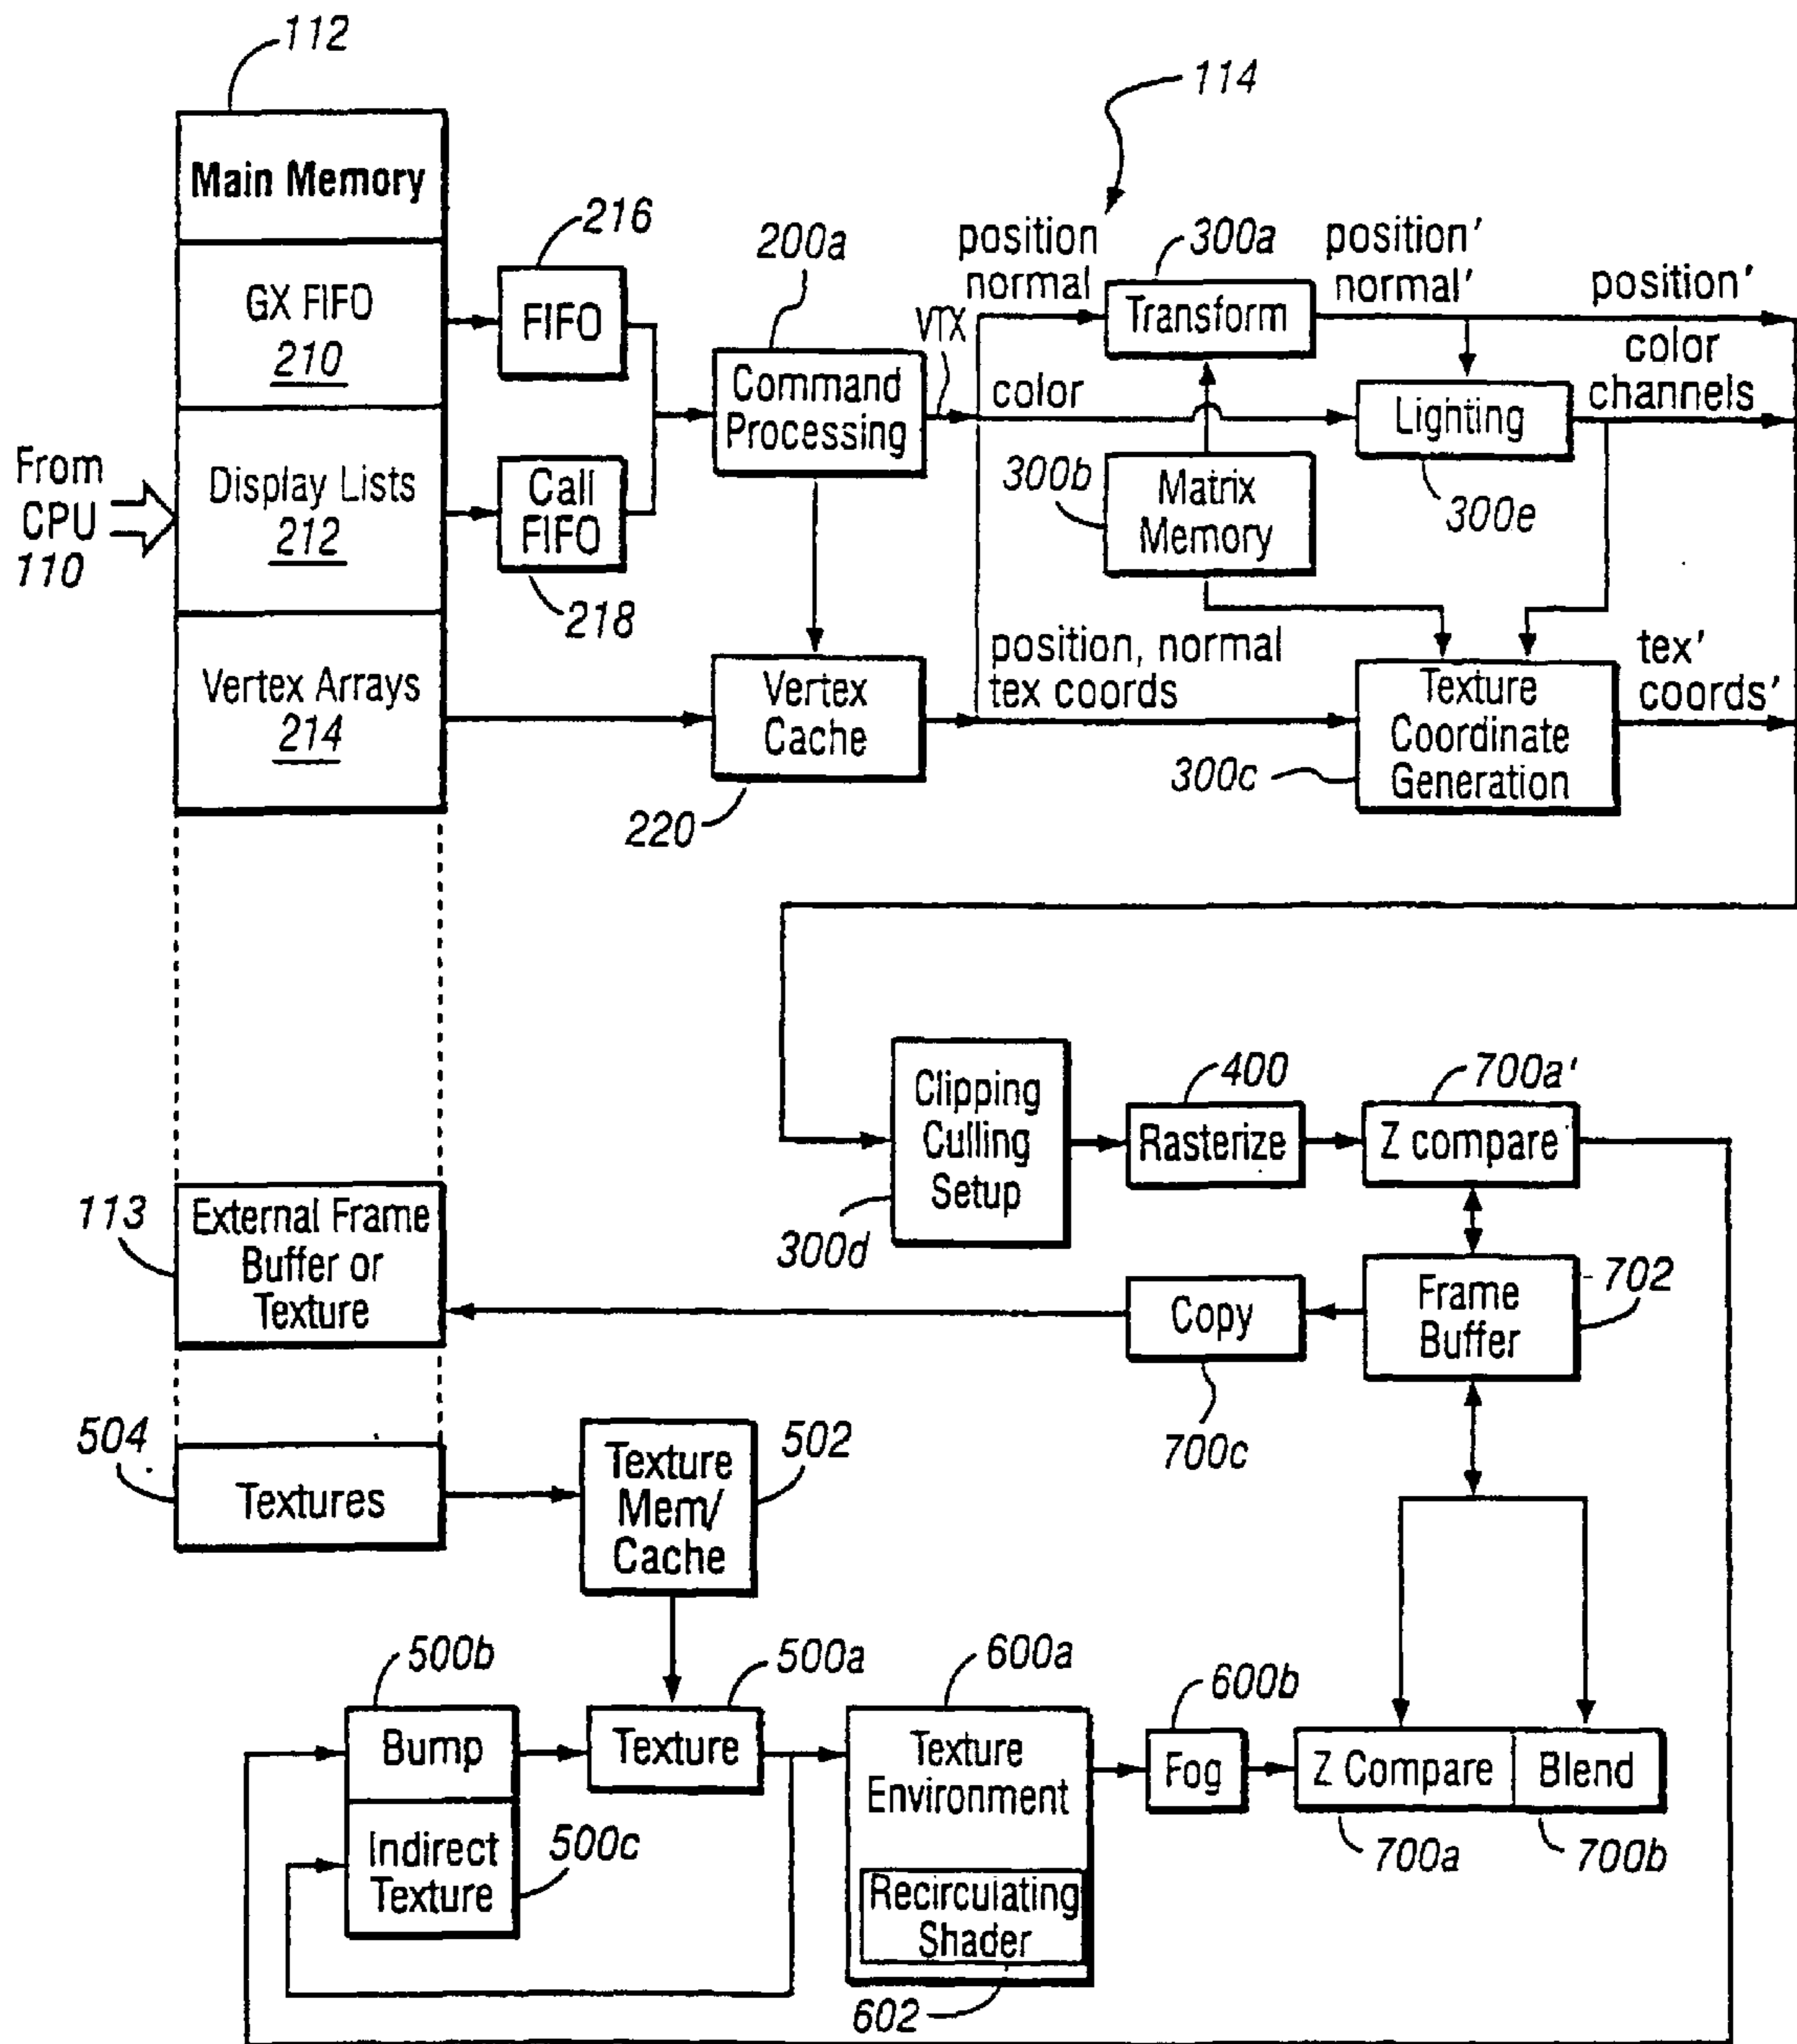 112
114
Main Memory
216
200a
position
normal
300a
position'
normal'
position'
GX FIFO
210
FIFO
VTX
Transform
color
channels
Command
Processing
color
Lighting
From
CPU
110
Display Lists
212
Call
FIFO
218
300b
Matrix
Memory
300e
Vertex Arrays
214
Vertex
Cache
220
position, normal
tex coords
Texture
Coordinate
Generation
300c
tex'
coords'
Clipping
Culling
Setup
300d
400
Rasterize
700a'
Z compare
113
External Frame
Buffer or
Texture
Copy
700c
Frame
Buffer
702
504
Textures
Texture
Mem/
Cache
502
500b
Bump
500a
Texture
600a
Texture
Environment
600b
Fog
Z Compare
Blend
700a
700b
Indirect
Texture
500c
Recirculating
Shader
602